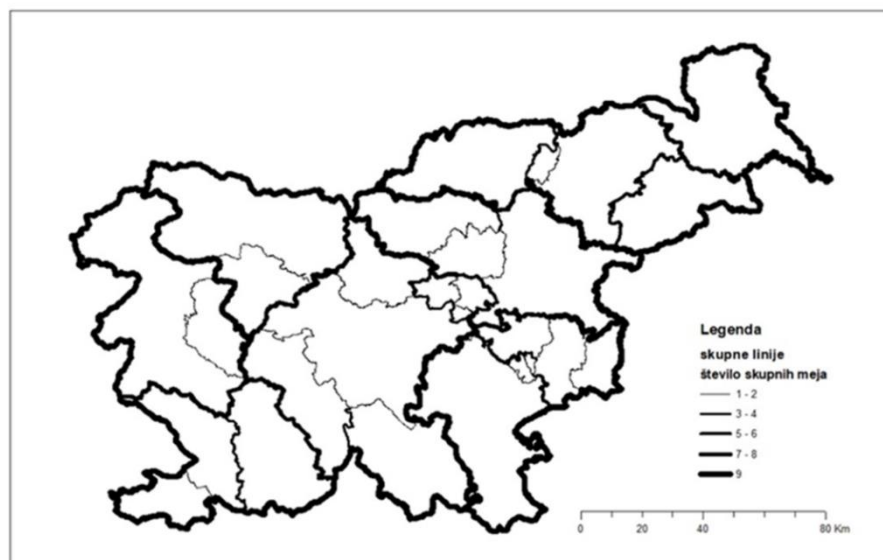 Legenda
skupne linije
število skupnih meja
1 - 2
3 - 4
5 - 6
7 - 8
9
0 20 40 80 Km